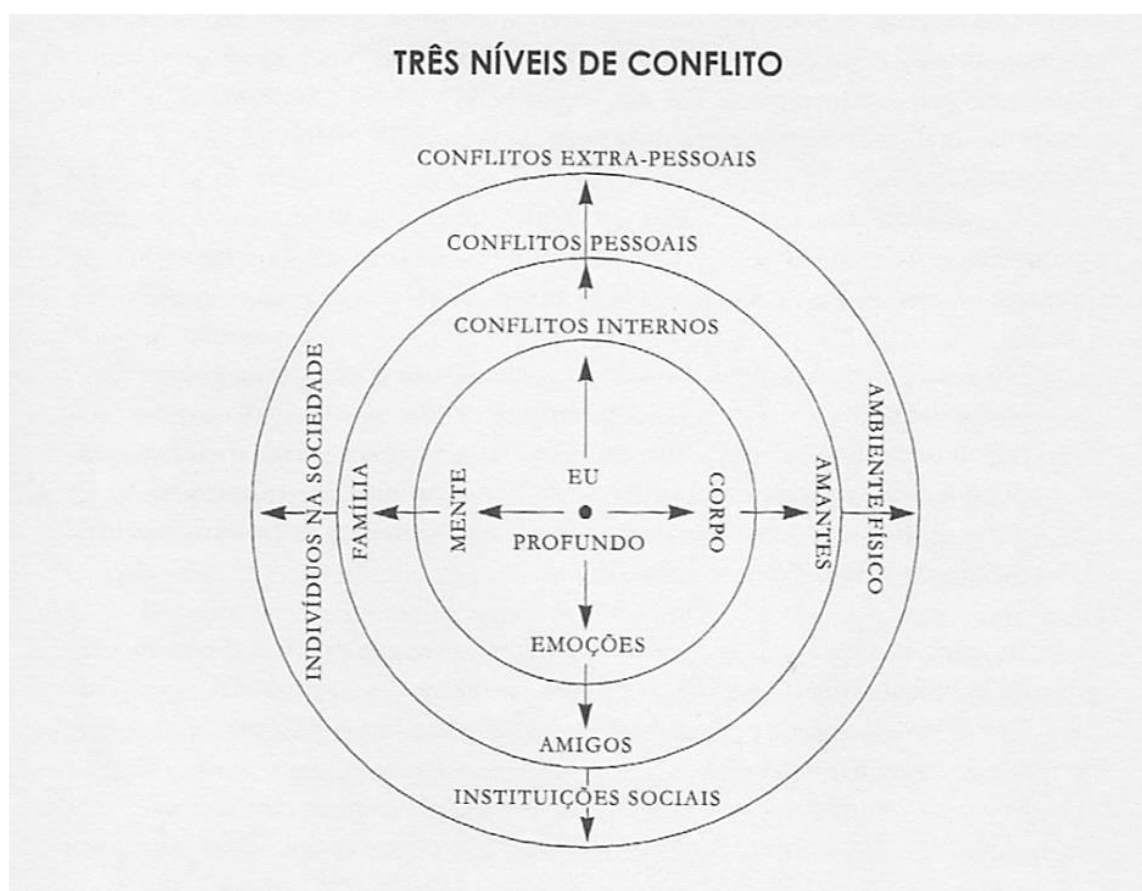 TRÊS NÍVEIS DE CONFLITO
CONFLITOS EXTRA-PESSOAIS
CONFLITOS PESSOAIS
CONFLITOS INTERNOS
INDIVÍDUOS NA SOCIEDADE
FAMÍLIA
MENTE
EU
PROFUNDO
CORPO
AMANTES
AMBIENTE FÍSICO
EMOÇÕES
AMIGOS
INSTITUIÇÕES SOCIAIS